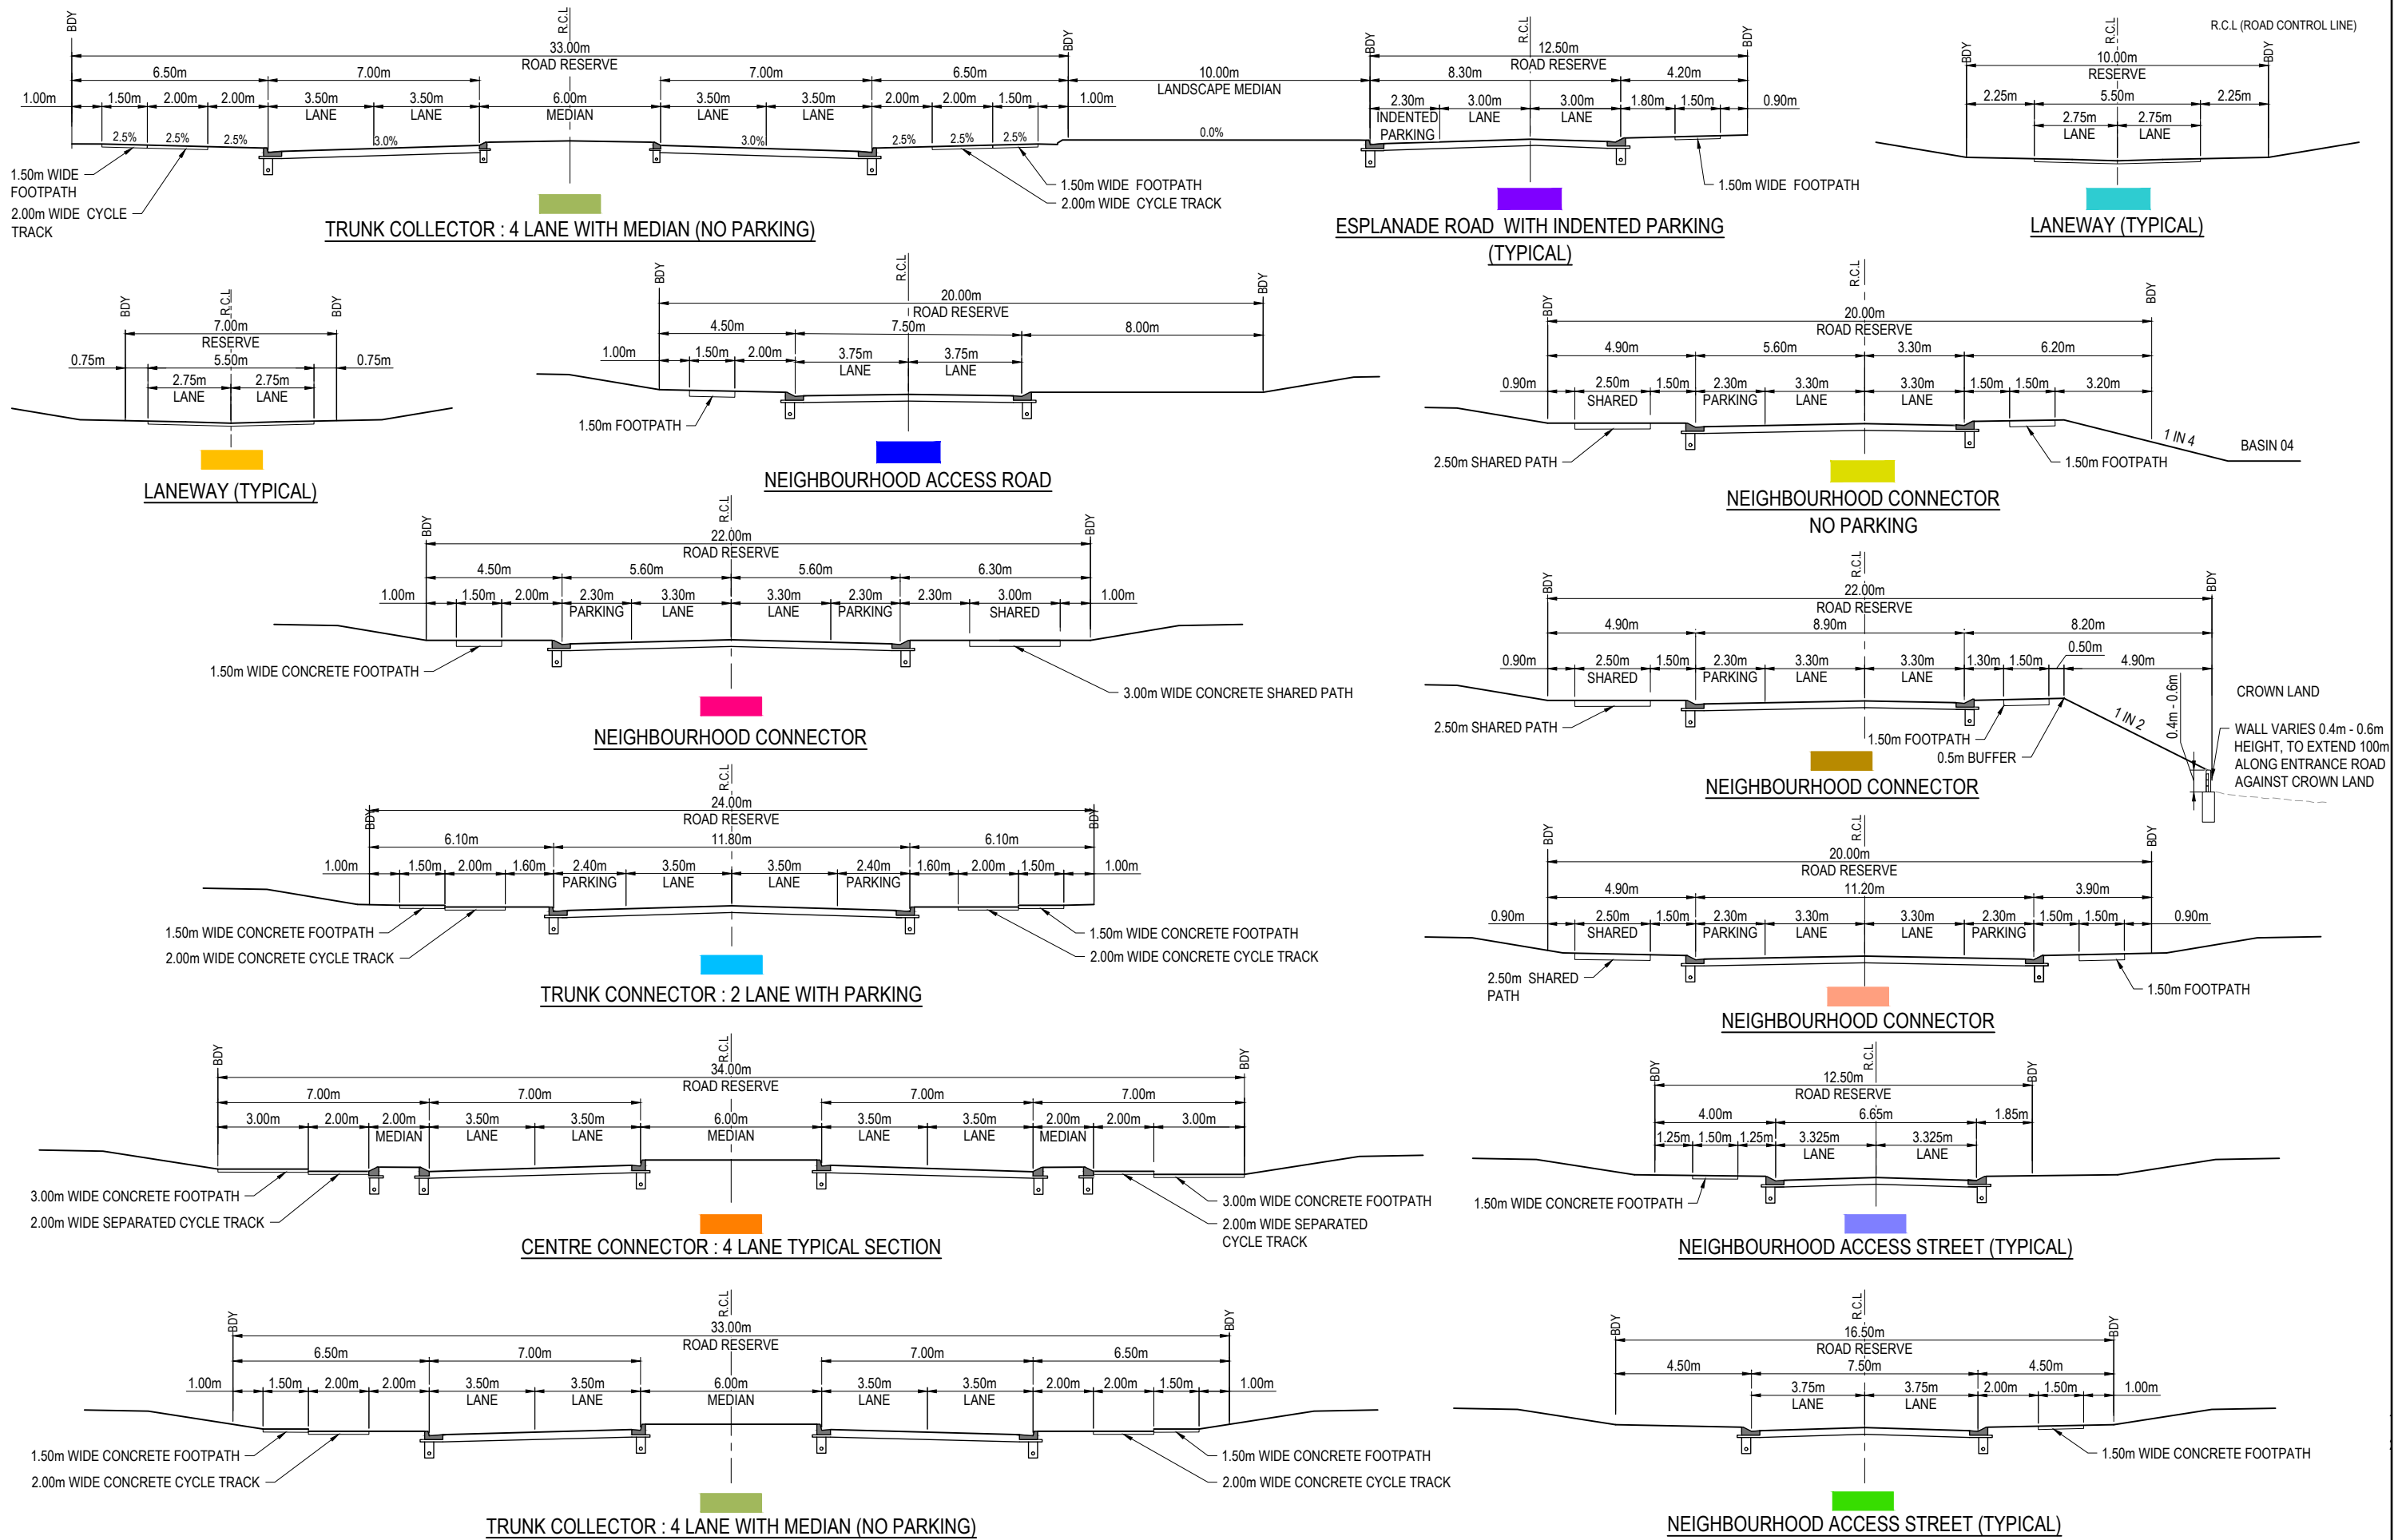 BDY
R.C.L
BDY
BDY
R.C.L
BDY
BDY
R.C.L
BDY
R.C.L (ROAD CONTROL LINE)
33.00m
ROAD RESERVE
12.50m
ROAD RESERVE
10.00m
RESERVE
6.50m 7.00m 7.00m 6.50m
10.00m
LANDSCAPE MEDIAN
8.30m 4.20m
2.25m 5.50m 2.25m
1.00m 1.50m 2.00m 2.00m 3.50m 3.50m 6.00m 3.50m 3.50m 2.00m 2.00m 1.50m 1.00m
LANE LANE MEDIAN LANE LANE
2.30m 3.00m 3.00m 1.80m 1.50m 0.90m
INDENTED LANE LANE
PARKING
2.75m 2.75m
LANE LANE
2.5% 2.5% 2.5% 3.0% 3.0% 2.5% 2.5% 2.5% 0.0%
1.50m WIDE
FOOTPATH
2.00m WIDE CYCLE
TRACK
1.50m WIDE FOOTPATH
2.00m WIDE CYCLE TRACK
1.50m WIDE FOOTPATH
TRUNK COLLECTOR : 4 LANE WITH MEDIAN (NO PARKING)
ESPLANADE ROAD WITH INDENTED PARKING
(TYPICAL)
LANEWAY (TYPICAL)
BDY
R.C.L
BDY
7.00m
RESERVE
0.75m 5.50m 0.75m
2.75m 2.75m
LANE LANE
LANEWAY (TYPICAL)
BDY
R.C.L
BDY
20.00m
ROAD RESERVE
4.50m 7.50m 8.00m
1.00m 1.50m 2.00m 3.75m 3.75m
LANE LANE
1.50m FOOTPATH
NEIGHBOURHOOD ACCESS ROAD
BDY
R.C.L
BDY
20.00m
ROAD RESERVE
4.90m 5.60m 3.30m 6.20m
0.90m 2.50m 1.50m 2.30m 3.30m 3.30m 1.50m 1.50m 3.20m
SHARED PARKING LANE LANE
1 IN 4
BASIN 04
2.50m SHARED PATH
1.50m FOOTPATH
NEIGHBOURHOOD CONNECTOR
NO PARKING
BDY
R.C.L
BDY
22.00m
ROAD RESERVE
4.50m 5.60m 5.60m 6.30m
1.00m 1.50m 2.00m 2.30m 3.30m 3.30m 2.30m 2.30m 3.00m 1.00m
PARKING LANE LANE PARKING SHARED
1.50m WIDE CONCRETE FOOTPATH
3.00m WIDE CONCRETE SHARED PATH
NEIGHBOURHOOD CONNECTOR
BDY
R.C.L
BDY
22.00m
ROAD RESERVE
4.90m 8.90m 8.20m
0.50m
0.90m 2.50m 1.50m 2.30m 3.30m 3.30m 1.30m 1.50m 4.90m
SHARED PARKING LANE LANE
0.4m - 0.6m
CROWN LAND
1 IN 2
2.50m SHARED PATH
1.50m FOOTPATH
0.5m BUFFER
WALL VARIES 0.4m - 0.6m
HEIGHT, TO EXTEND 100m
ALONG ENTRANCE ROAD
AGAINST CROWN LAND
NEIGHBOURHOOD CONNECTOR
BDY
R.C.L
BDY
24.00m
ROAD RESERVE
6.10m 11.80m 6.10m
1.00m 1.50m 2.00m 1.60m 2.40m 3.50m 3.50m 2.40m 1.60m 2.00m 1.50m 1.00m
PARKING LANE LANE PARKING
1.50m WIDE CONCRETE FOOTPATH
2.00m WIDE CONCRETE CYCLE TRACK
1.50m WIDE CONCRETE FOOTPATH
2.00m WIDE CONCRETE CYCLE TRACK
TRUNK CONNECTOR : 2 LANE WITH PARKING
BDY
R.C.L
BDY
20.00m
ROAD RESERVE
4.90m 11.20m 3.90m
0.90m 2.50m 1.50m 2.30m 3.30m 3.30m 2.30m 1.50m 1.50m 0.90m
SHARED PARKING LANE LANE PARKING
2.50m SHARED
PATH
1.50m FOOTPATH
NEIGHBOURHOOD CONNECTOR
BDY
R.C.L
BDY
34.00m
ROAD RESERVE
7.00m 7.00m 7.00m 7.00m
3.00m 2.00m 2.00m 3.50m 3.50m 6.00m 3.50m 3.50m 2.00m 2.00m 3.00m
MEDIAN LANE LANE MEDIAN LANE LANE MEDIAN
3.00m WIDE CONCRETE FOOTPATH
2.00m WIDE SEPARATED CYCLE TRACK
3.00m WIDE CONCRETE FOOTPATH
2.00m WIDE SEPARATED
CYCLE TRACK
CENTRE CONNECTOR : 4 LANE TYPICAL SECTION
BDY
R.C.L
BDY
12.50m
ROAD RESERVE
4.00m 6.65m 1.85m
1.25m 1.50m 1.25m 3.325m 3.325m
LANE LANE
1.50m WIDE CONCRETE FOOTPATH
NEIGHBOURHOOD ACCESS STREET (TYPICAL)
BDY
R.C.L
BDY
33.00m
ROAD RESERVE
6.50m 7.00m 7.00m 6.50m
1.00m 1.50m 2.00m 2.00m 3.50m 3.50m 6.00m 3.50m 3.50m 2.00m 2.00m 1.50m 1.00m
LANE LANE MEDIAN LANE LANE
1.50m WIDE CONCRETE FOOTPATH
2.00m WIDE CONCRETE CYCLE TRACK
1.50m WIDE CONCRETE FOOTPATH
2.00m WIDE CONCRETE CYCLE TRACK
TRUNK COLLECTOR : 4 LANE WITH MEDIAN (NO PARKING)
BDY
R.C.L
BDY
16.50m
ROAD RESERVE
4.50m 7.50m 4.50m
3.75m 3.75m 2.00m 1.50m 1.00m
LANE LANE
1.50m WIDE CONCRETE FOOTPATH
NEIGHBOURHOOD ACCESS STREET (TYPICAL)